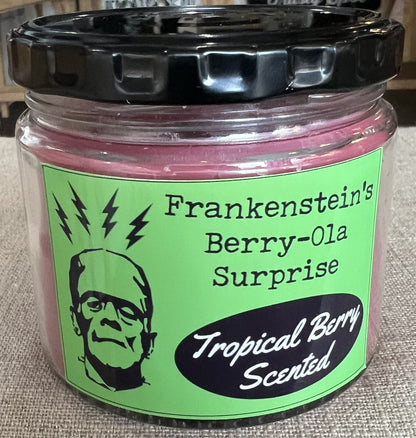 Frankenstein's
Berry-Ola
Surprise
Tropical Berry
Scented